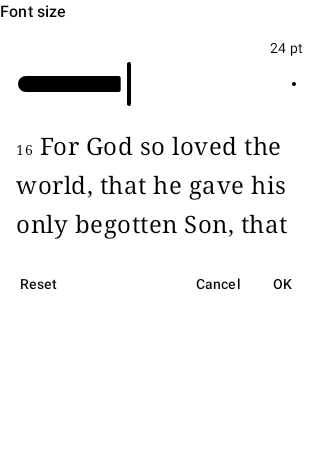 Font size
24 pt
16 For God so loved the
world, that he gave his
only begotten Son, that
Reset Cancel OK